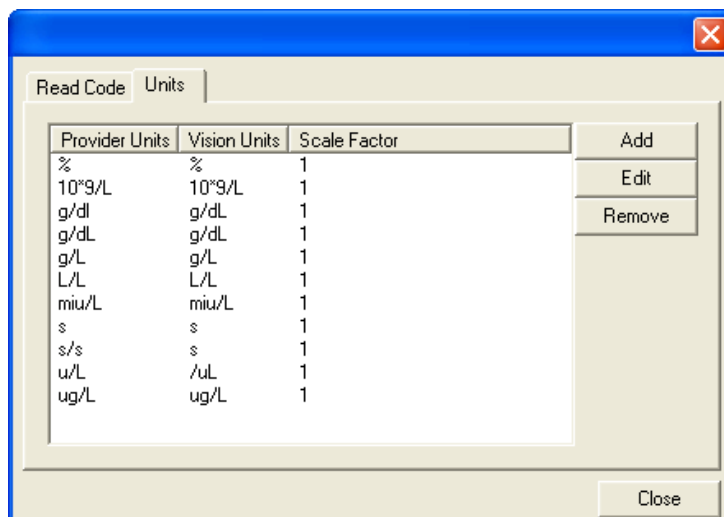 Read Code Units
Provider Units Vision Units Scale Factor
% % 1
10*9/L 10*9/L 1
g/dl g/dL 1
g/dL g/dL 1
g/L g/L 1
L/L L/L 1
miu/L miu/L 1
s s 1
s/s s 1
u/L /uL 1
ug/L ug/L 1
Add
Edit
Remove
Close